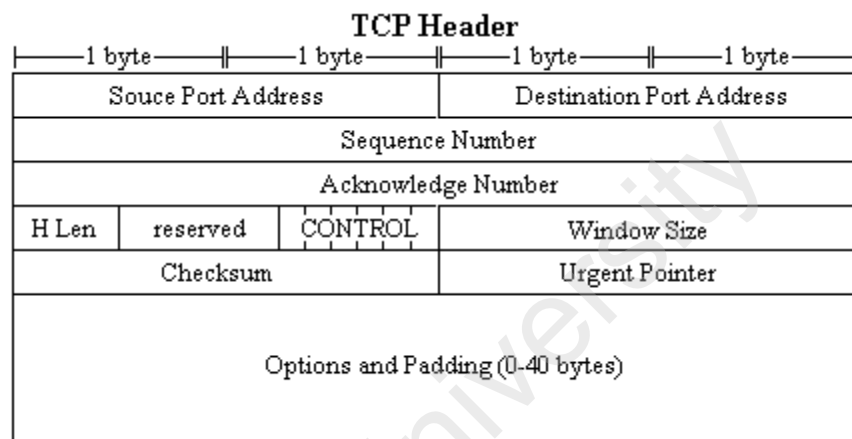 TCP Header
1 byte 1 byte 1 byte 1 byte
Souce Port Address Destination Port Address
Sequence Number
Acknowledge Number
H Len reserved CONTROL Window Size
Checksum Urgent Pointer
Options and Padding (0-40 bytes)
University